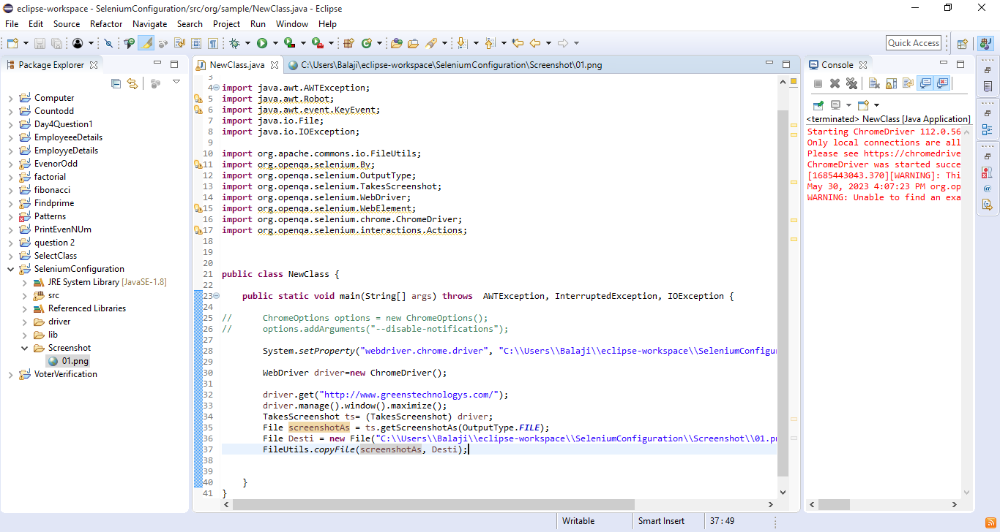 eclipse-workspace - SeleniumConfiguration/src/org/sample/NewClass.java - Eclipse
File Edit Source Refactor Navigate Search Project Run Window Help
Quick Access
Package Explorer
Computer
Countodd
Day4Question1
EmployeeeDetails
EmployyeDetails
EvenorOdd
factorial
fibonacci
Findprime
Patterns
PrintEvenNUm
question 2
SelectClass
SeleniumConfiguration
JRE System Library [JavaSE-1.8]
src
Referenced Libraries
driver
lib
Screenshot
01.png
VoterVerification
NewClass.java C:\Users\Balaji\eclipse-workspace\SeleniumConfiguration\Screenshot\01.png
3
4 import java.awt.AWTException;
5 import java.awt.Robot;
6 import java.awt.event.KeyEvent;
7 import java.io.File;
8 import java.io.IOException;
9
10 import org.apache.commons.io.FileUtils;
11 import org.openqa.selenium.By;
12 import org.openqa.selenium.OutputType;
13 import org.openqa.selenium.TakesScreenshot;
14 import org.openqa.selenium.WebDriver;
15 import org.openqa.selenium.WebElement;
16 import org.openqa.selenium.chrome.ChromeDriver;
17 import org.openqa.selenium.interactions.Actions;
18
19
20
21 public class NewClass {
22
23 public static void main(String[] args) throws  AWTException, InterruptedException, IOException {
24
25 //      ChromeOptions options = new ChromeOptions();
26 //      options.addArguments("--disable-notifications");
27
28 System.setProperty("webdriver.chrome.driver", "C:\\Users\\Balaji\\eclipse-workspace\\SeleniumConfigur
29
30 WebDriver driver=new ChromeDriver();
31
32 driver.get("http://www.greenstechnologys.com/");
33 driver.manage().window().maximize();
34 TakesScreenshot ts= (TakesScreenshot) driver;
35 File screenshotAs = ts.getScreenshotAs(OutputType.FILE);
36 File Desti = new File("C:\\Users\\Balaji\\eclipse-workspace\\SeleniumConfiguration\\Screenshot\\01.pn
37 FileUtils.copyFile(screenshotAs, Desti);
38
39
40 }
41 }
Console
<terminated> NewClass [Java Application]
Starting ChromeDriver 112.0.56
Only local connections are all
Please see https://chromedrive
ChromeDriver was started succe
[1685443043.370][WARNING]: Thi
May 30, 2023 4:07:23 PM org.op
WARNING: Unable to find an exa
Writable Smart Insert 37 : 49